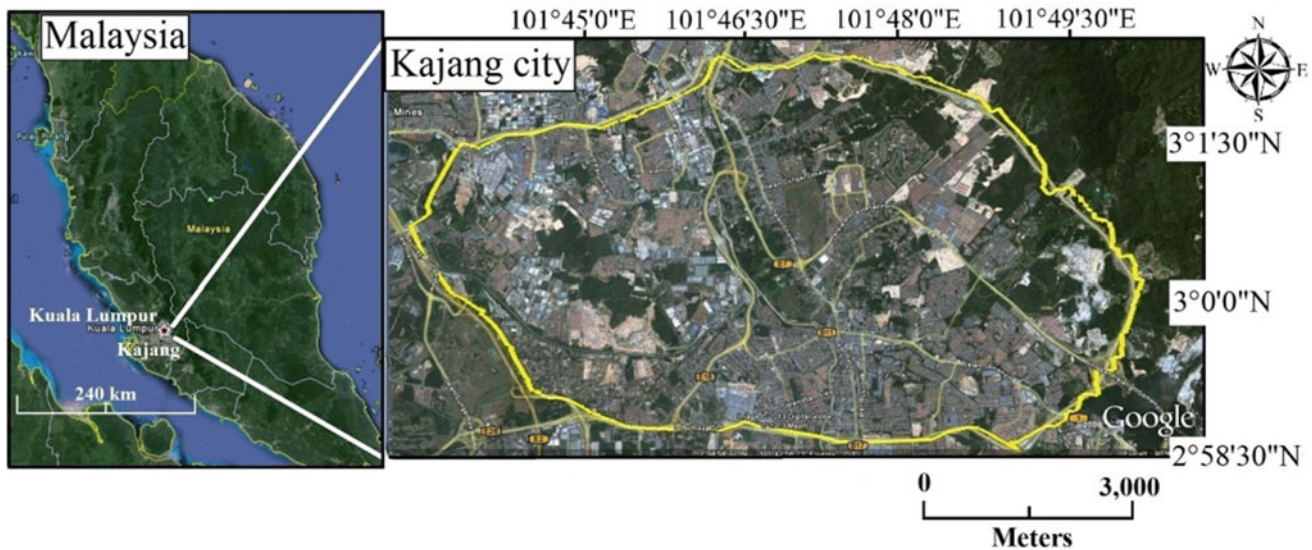 Malaysia
Malaysia
Kuala Lumpur
Kuala Lumpur
Kajang
240 km
Kajang city
Mines
101°45'0"E
101°46'30"E
101°48'0"E
101°49'30"E
N
W
E
S
3°1'30"N
3°0'0"N
2°58'30"N
Google
0
3,000
Meters